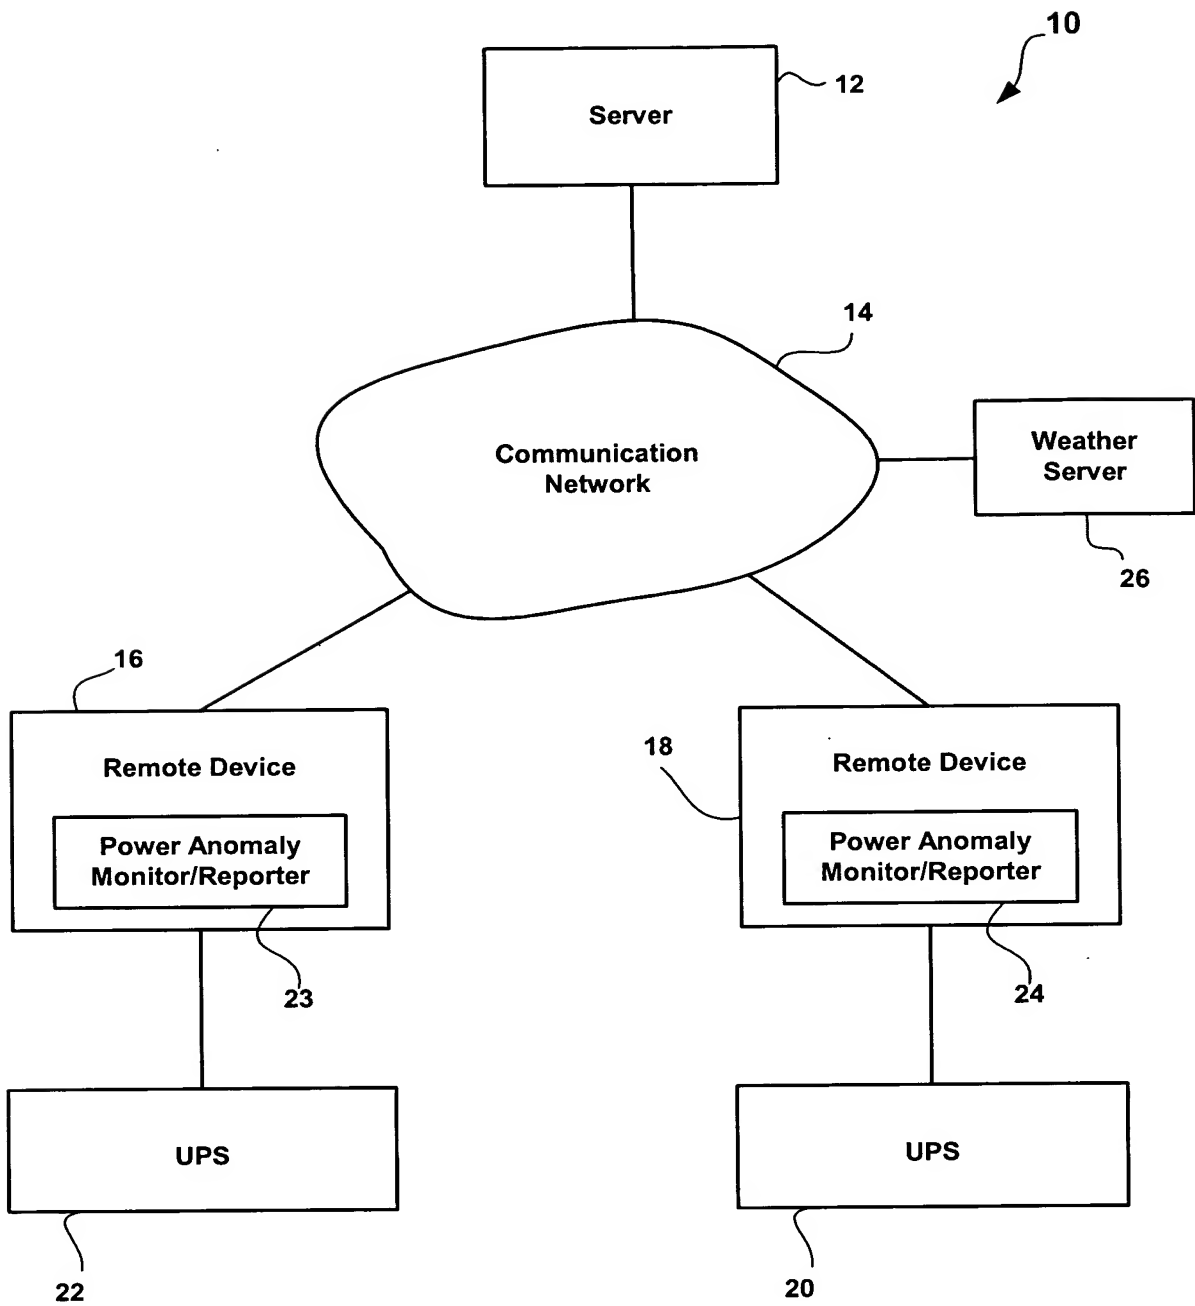 10
12
Server
14
Communication
Network
Weather
Server
26
16
Remote Device
Power Anomaly
Monitor/Reporter
23
18
Remote Device
Power Anomaly
Monitor/Reporter
24
UPS
22
UPS
20